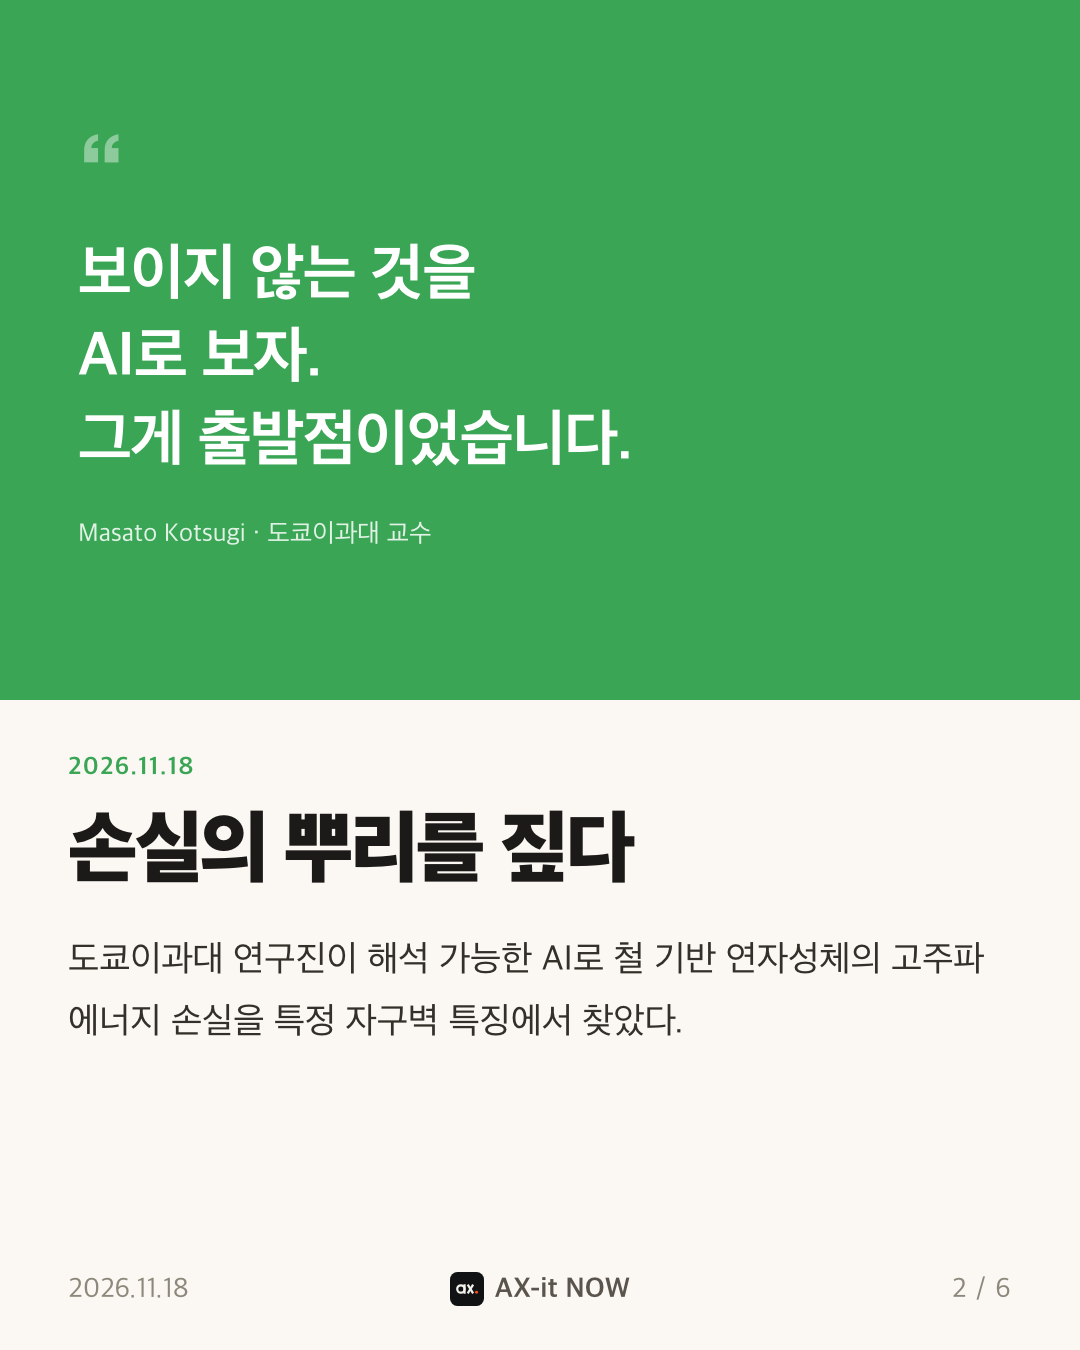 “
보이지 않는 것을
AI로 보자.
그게 출발점이었습니다.
Masato Kotsugi · 도쿄이과대 교수
2026.11.18
손실의 뿌리를 짚다
도쿄이과대 연구진이 해석 가능한 AI로 철 기반 연자성체의 고주파
에너지 손실을 특정 자구벽 특징에서 찾았다.
2026.11.18
ax. AX-it NOW
2 / 6